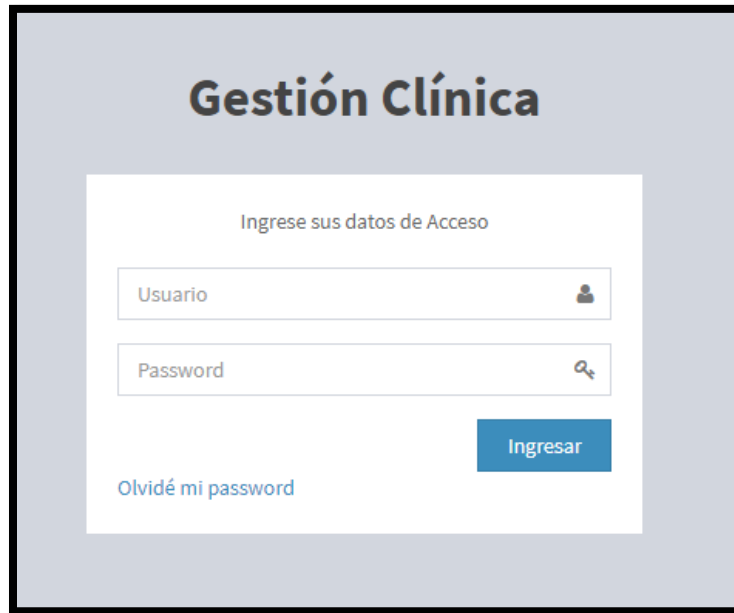 Gestión Clínica
Ingrese sus datos de Acceso
Usuario
Password
Ingresar
Olvidé mi password